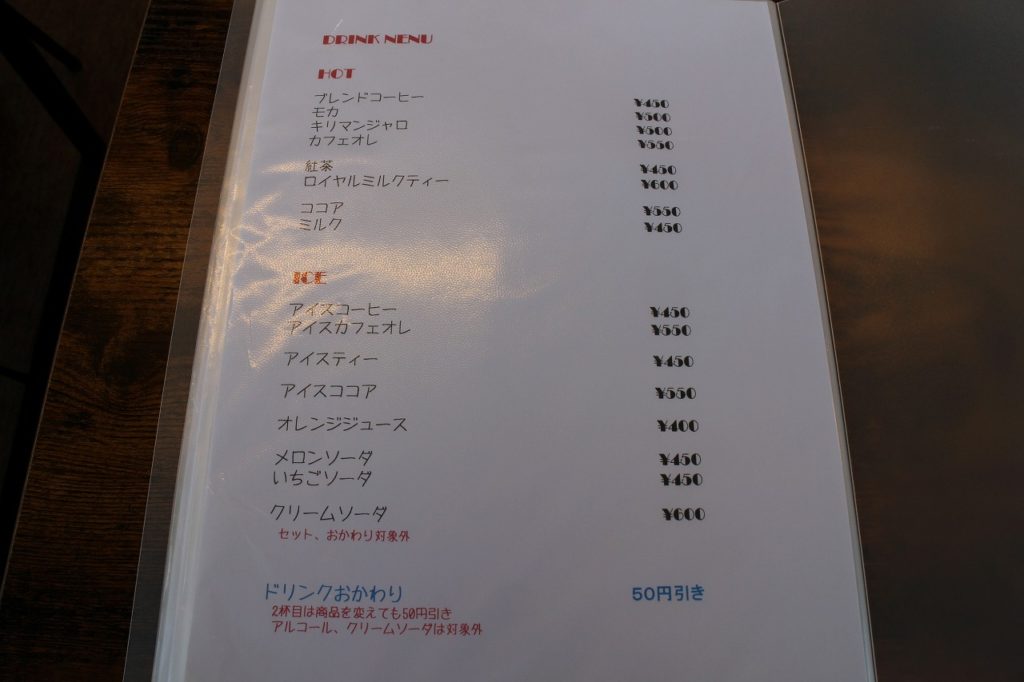 DRINK NENU
HOT
ブレンドコーヒー ¥450
モカ ¥500
キリマンジャロ ¥500
カフェオレ ¥550
紅茶 ¥450
ロイヤルミルクティー ¥600
ココア ¥550
ミルク ¥450
ICE
アイスコーヒー ¥450
アイスカフェオレ ¥550
アイスティー ¥450
アイスココア ¥550
オレンジジュース ¥400
メロンソーダ ¥450
いちごソーダ ¥450
クリームソーダ ¥600
セット、おかわり対象外
ドリンクおかわり 50円引き
2杯目は商品を変えても50円引き
アルコール、クリームソーダは対象外